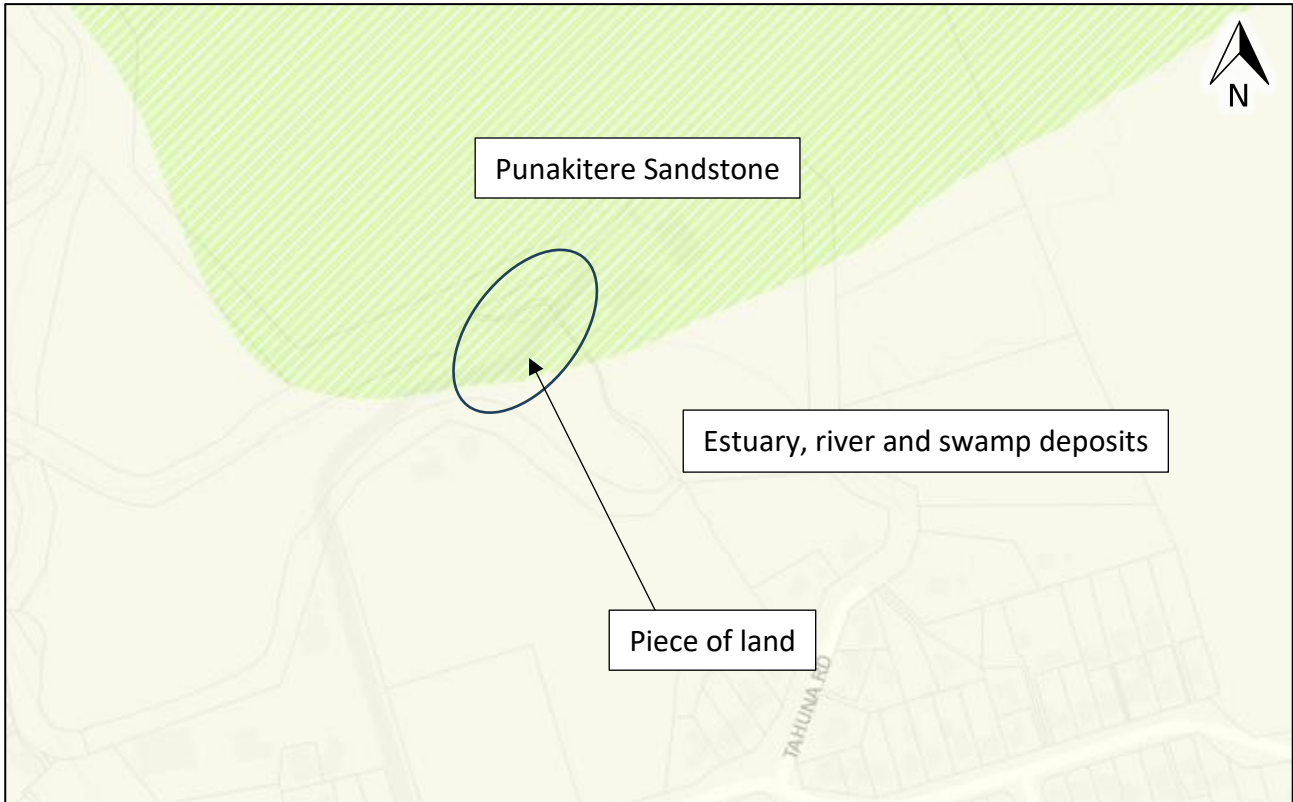 N
Punakitere Sandstone
Estuary, river and swamp deposits
Piece of land
TAHUNA RD